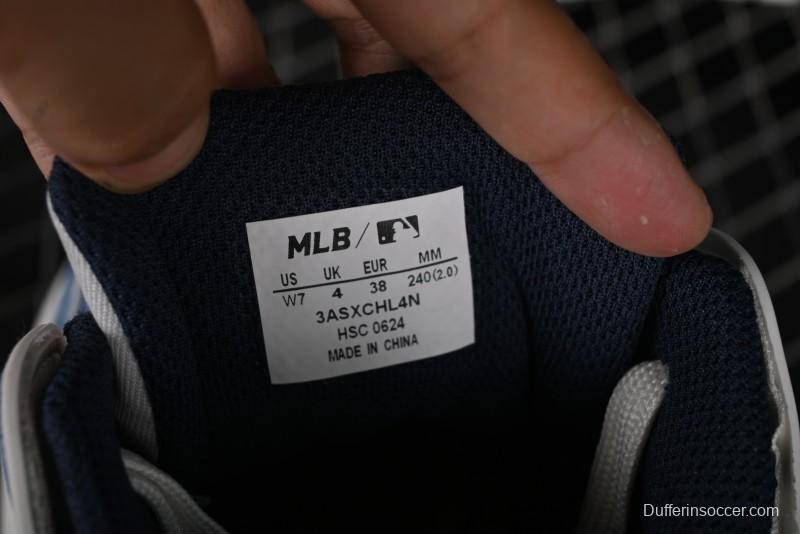 MLB /
US UK EUR MM
W7 4 38 240(2.0)
3ASXCHL4N
HSC 0624
MADE IN CHINA
Dufferinsoccer.com